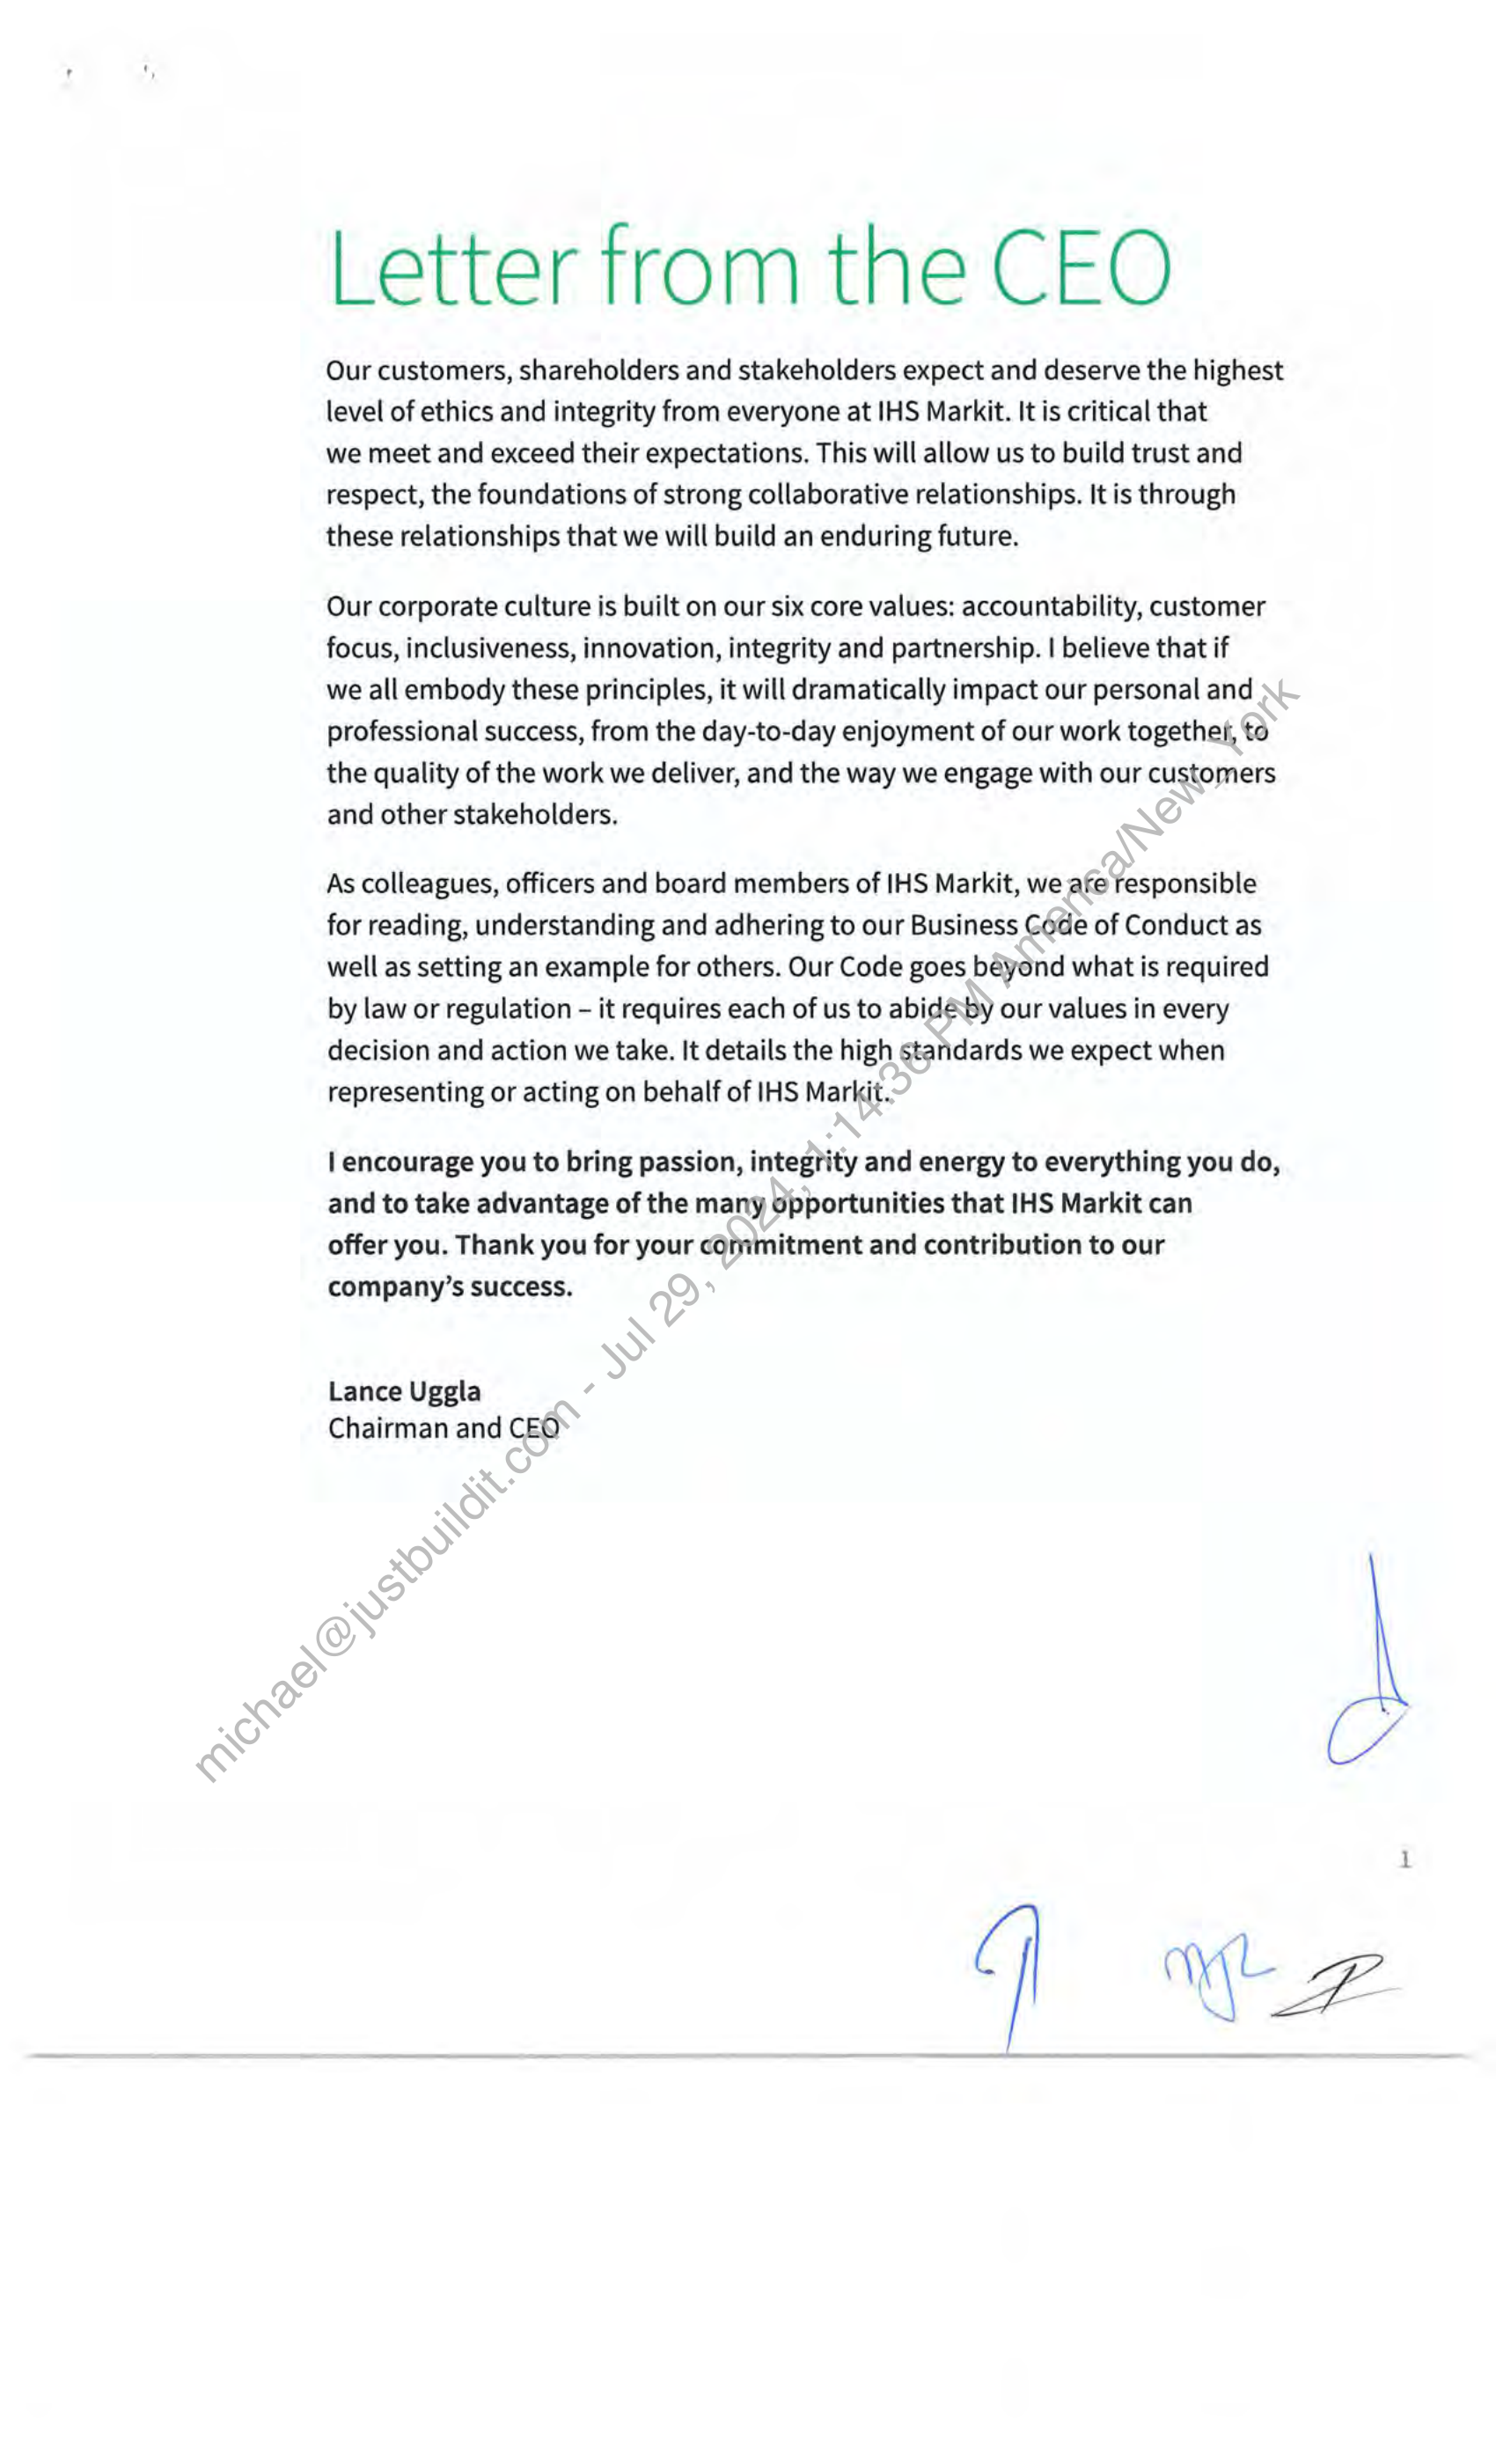 Letter from the CEO
Our customers, shareholders and stakeholders expect and deserve the highest
level of ethics and integrity from everyone at IHS Markit. It is critical that
we meet and exceed their expectations. This will allow us to build trust and
respect, the foundations of strong collaborative relationships. It is through
these relationships that we will build an enduring future.
Our corporate culture is built on our six core values: accountability, customer
focus, inclusiveness, innovation, integrity and partnership. I believe that if
we all embody these principles, it will dramatically impact our personal and
professional success, from the day-to-day enjoyment of our work together, to
the quality of the work we deliver, and the way we engage with our customers
and other stakeholders.
As colleagues, officers and board members of IHS Markit, we are responsible
for reading, understanding and adhering to our Business Code of Conduct as
well as setting an example for others. Our Code goes beyond what is required
by law or regulation – it requires each of us to abide by our values in every
decision and action we take. It details the high standards we expect when
representing or acting on behalf of IHS Markit.
I encourage you to bring passion, integrity and energy to everything you do,
and to take advantage of the many opportunities that IHS Markit can
offer you. Thank you for your commitment and contribution to our
company’s success.
Lance Uggla
Chairman and CEO
michael@justbuildit.com - Jul 29, 2024, 1:14:36 PM America/New_York
1